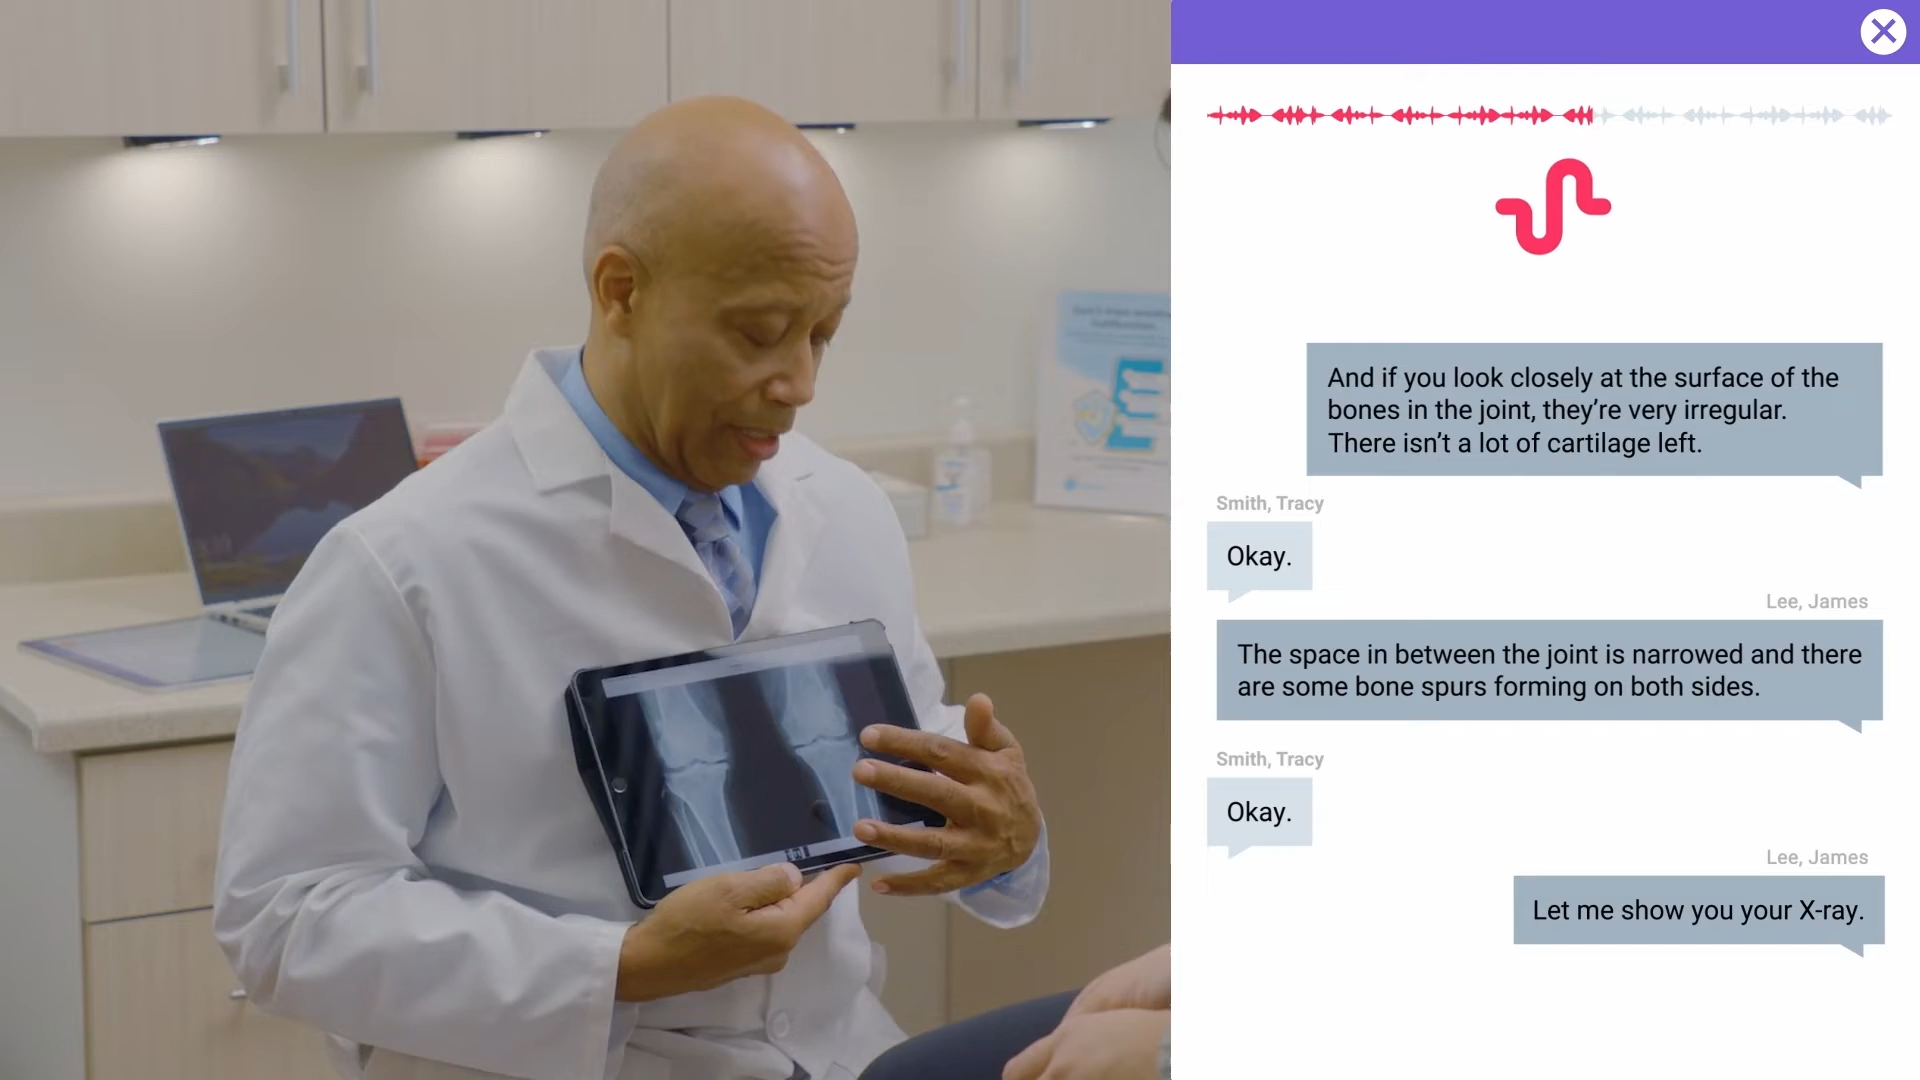 And if you look closely at the surface of the
bones in the joint, they’re very irregular.
There isn’t a lot of cartilage left.
Smith, Tracy
Okay.
Lee, James
The space in between the joint is narrowed and there
are some bone spurs forming on both sides.
Smith, Tracy
Okay.
Lee, James
Let me show you your X-ray.